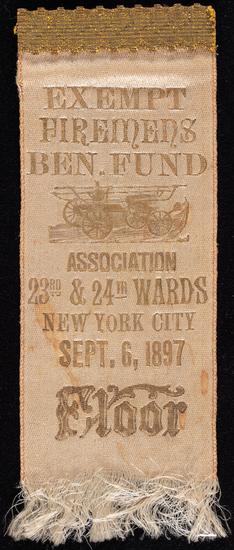 EXEMPT
FIREMENS
BEN. FUND
ASSOCIATION
23RD & 24TH WARDS
NEW YORK CITY
SEPT. 6, 1897
Floor